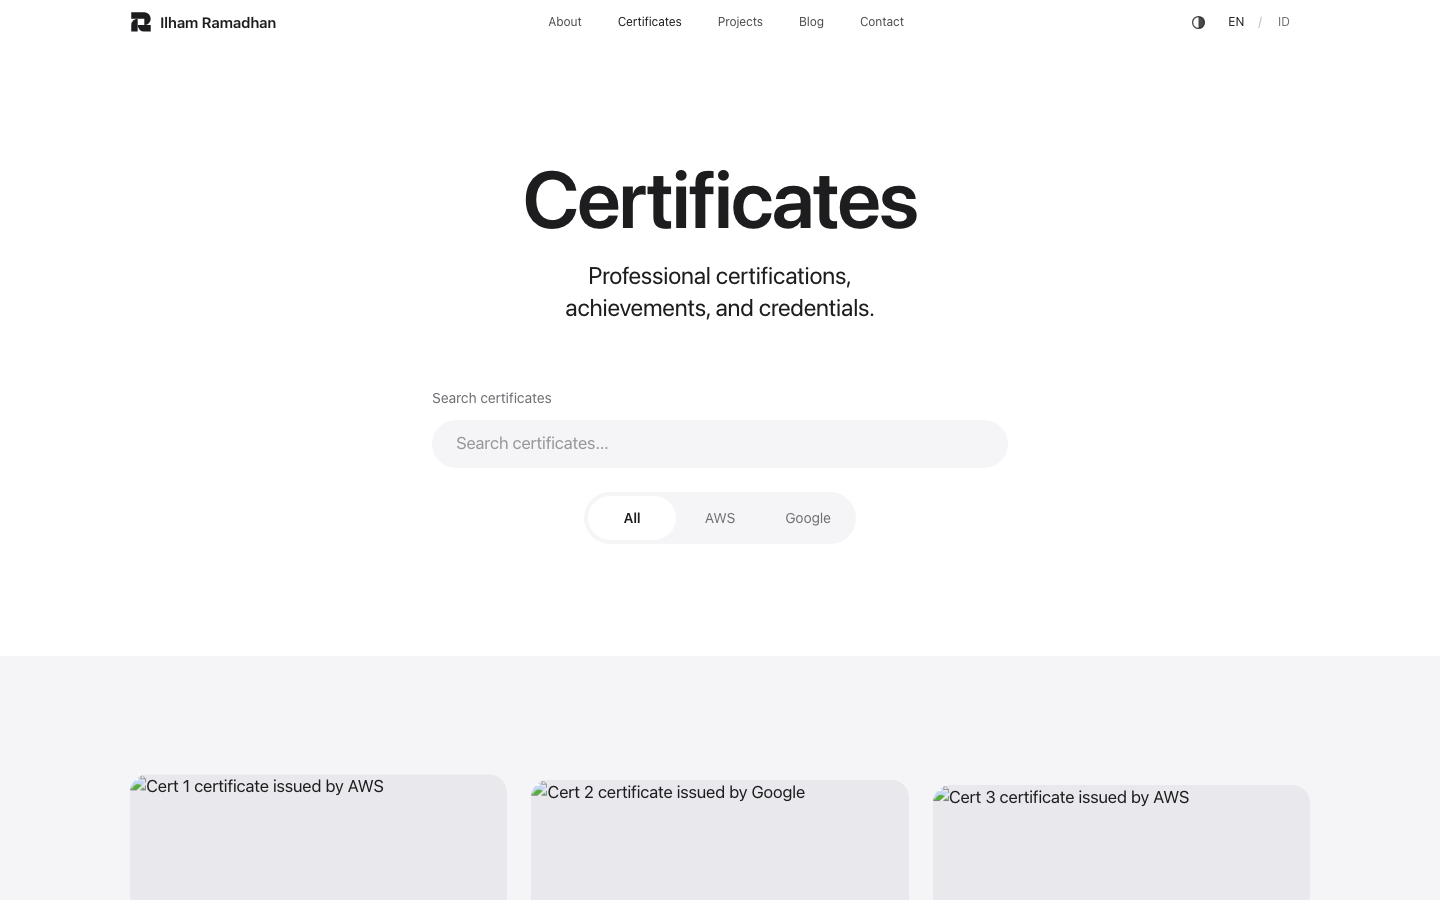 Ilham Ramadhan
About
Certificates
Projects
Blog
Contact
EN / ID
Certificates
Professional certifications,
achievements, and credentials.
Search certificates
Search certificates...
All
AWS
Google
Cert 1 certificate issued by AWS
Cert 2 certificate issued by Google
Cert 3 certificate issued by AWS